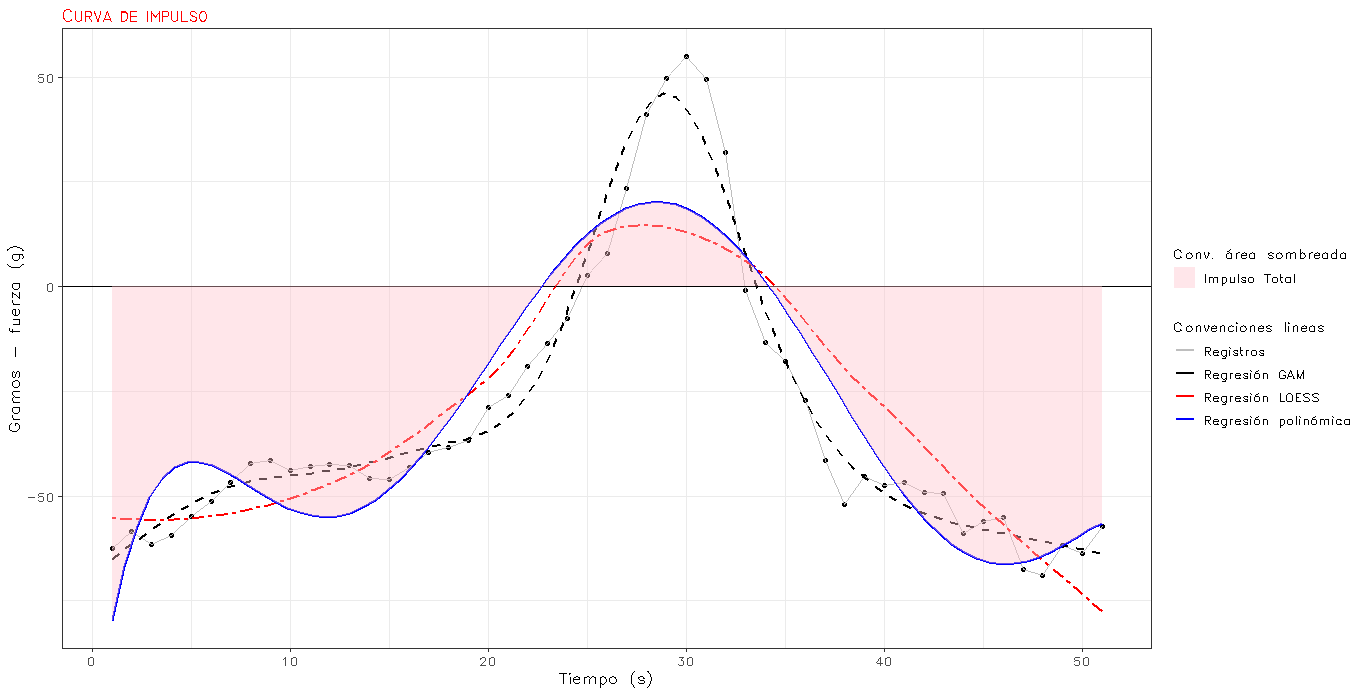 CURVA DE IMPULSO
50
0
−50
Gramos − fuerza (g)
0
10
20
30
40
50
Tiempo (s)
Conv. área sombreada
Impulso Total
Convenciones lineas
Registros
Regresión GAM
Regresión LOESS
Regresión polinómica